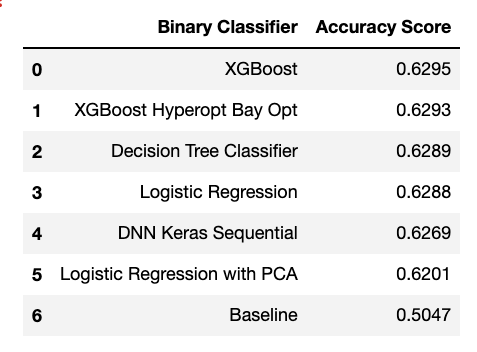 Binary Classifier Accuracy Score
0 XGBoost 0.6295
1 XGBoost Hyperopt Bay Opt 0.6293
2 Decision Tree Classifier 0.6289
3 Logistic Regression 0.6288
4 DNN Keras Sequential 0.6269
5 Logistic Regression with PCA 0.6201
6 Baseline 0.5047